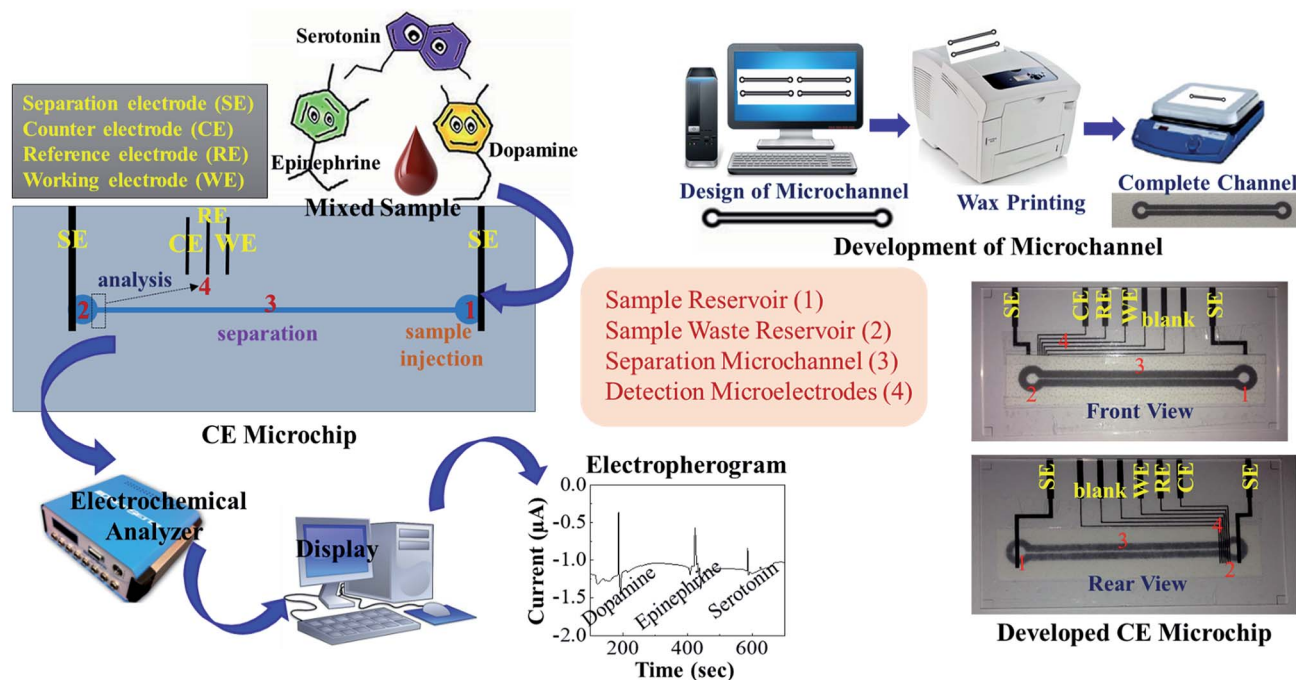 Serotonin
Epinephrine
Dopamine
Mixed Sample
Separation electrode (SE)
Counter electrode (CE)
Reference electrode (RE)
Working electrode (WE)
SE
RE
CE
WE
SE
analysis
4
2
3
1
separation
sample
injection
CE Microchip
Electrochemical
Analyzer
Display
Electropherogram
Current (µA)
0.0
-0.5
-1.0
-1.5
-2.0
Dopamine
Epinephrine
Serotonin
200
400
600
Time (sec)
Design of Microchannel
Wax Printing
Complete Channel
Development of Microchannel
Sample Reservoir (1)
Sample Waste Reservoir (2)
Separation Microchannel (3)
Detection Microelectrodes (4)
SE
CE
RE
WE
blank
SE
4
3
2
1
Front View
SE
blank
WE
RE
CE
SE
4
3
1
2
Rear View
Developed CE Microchip